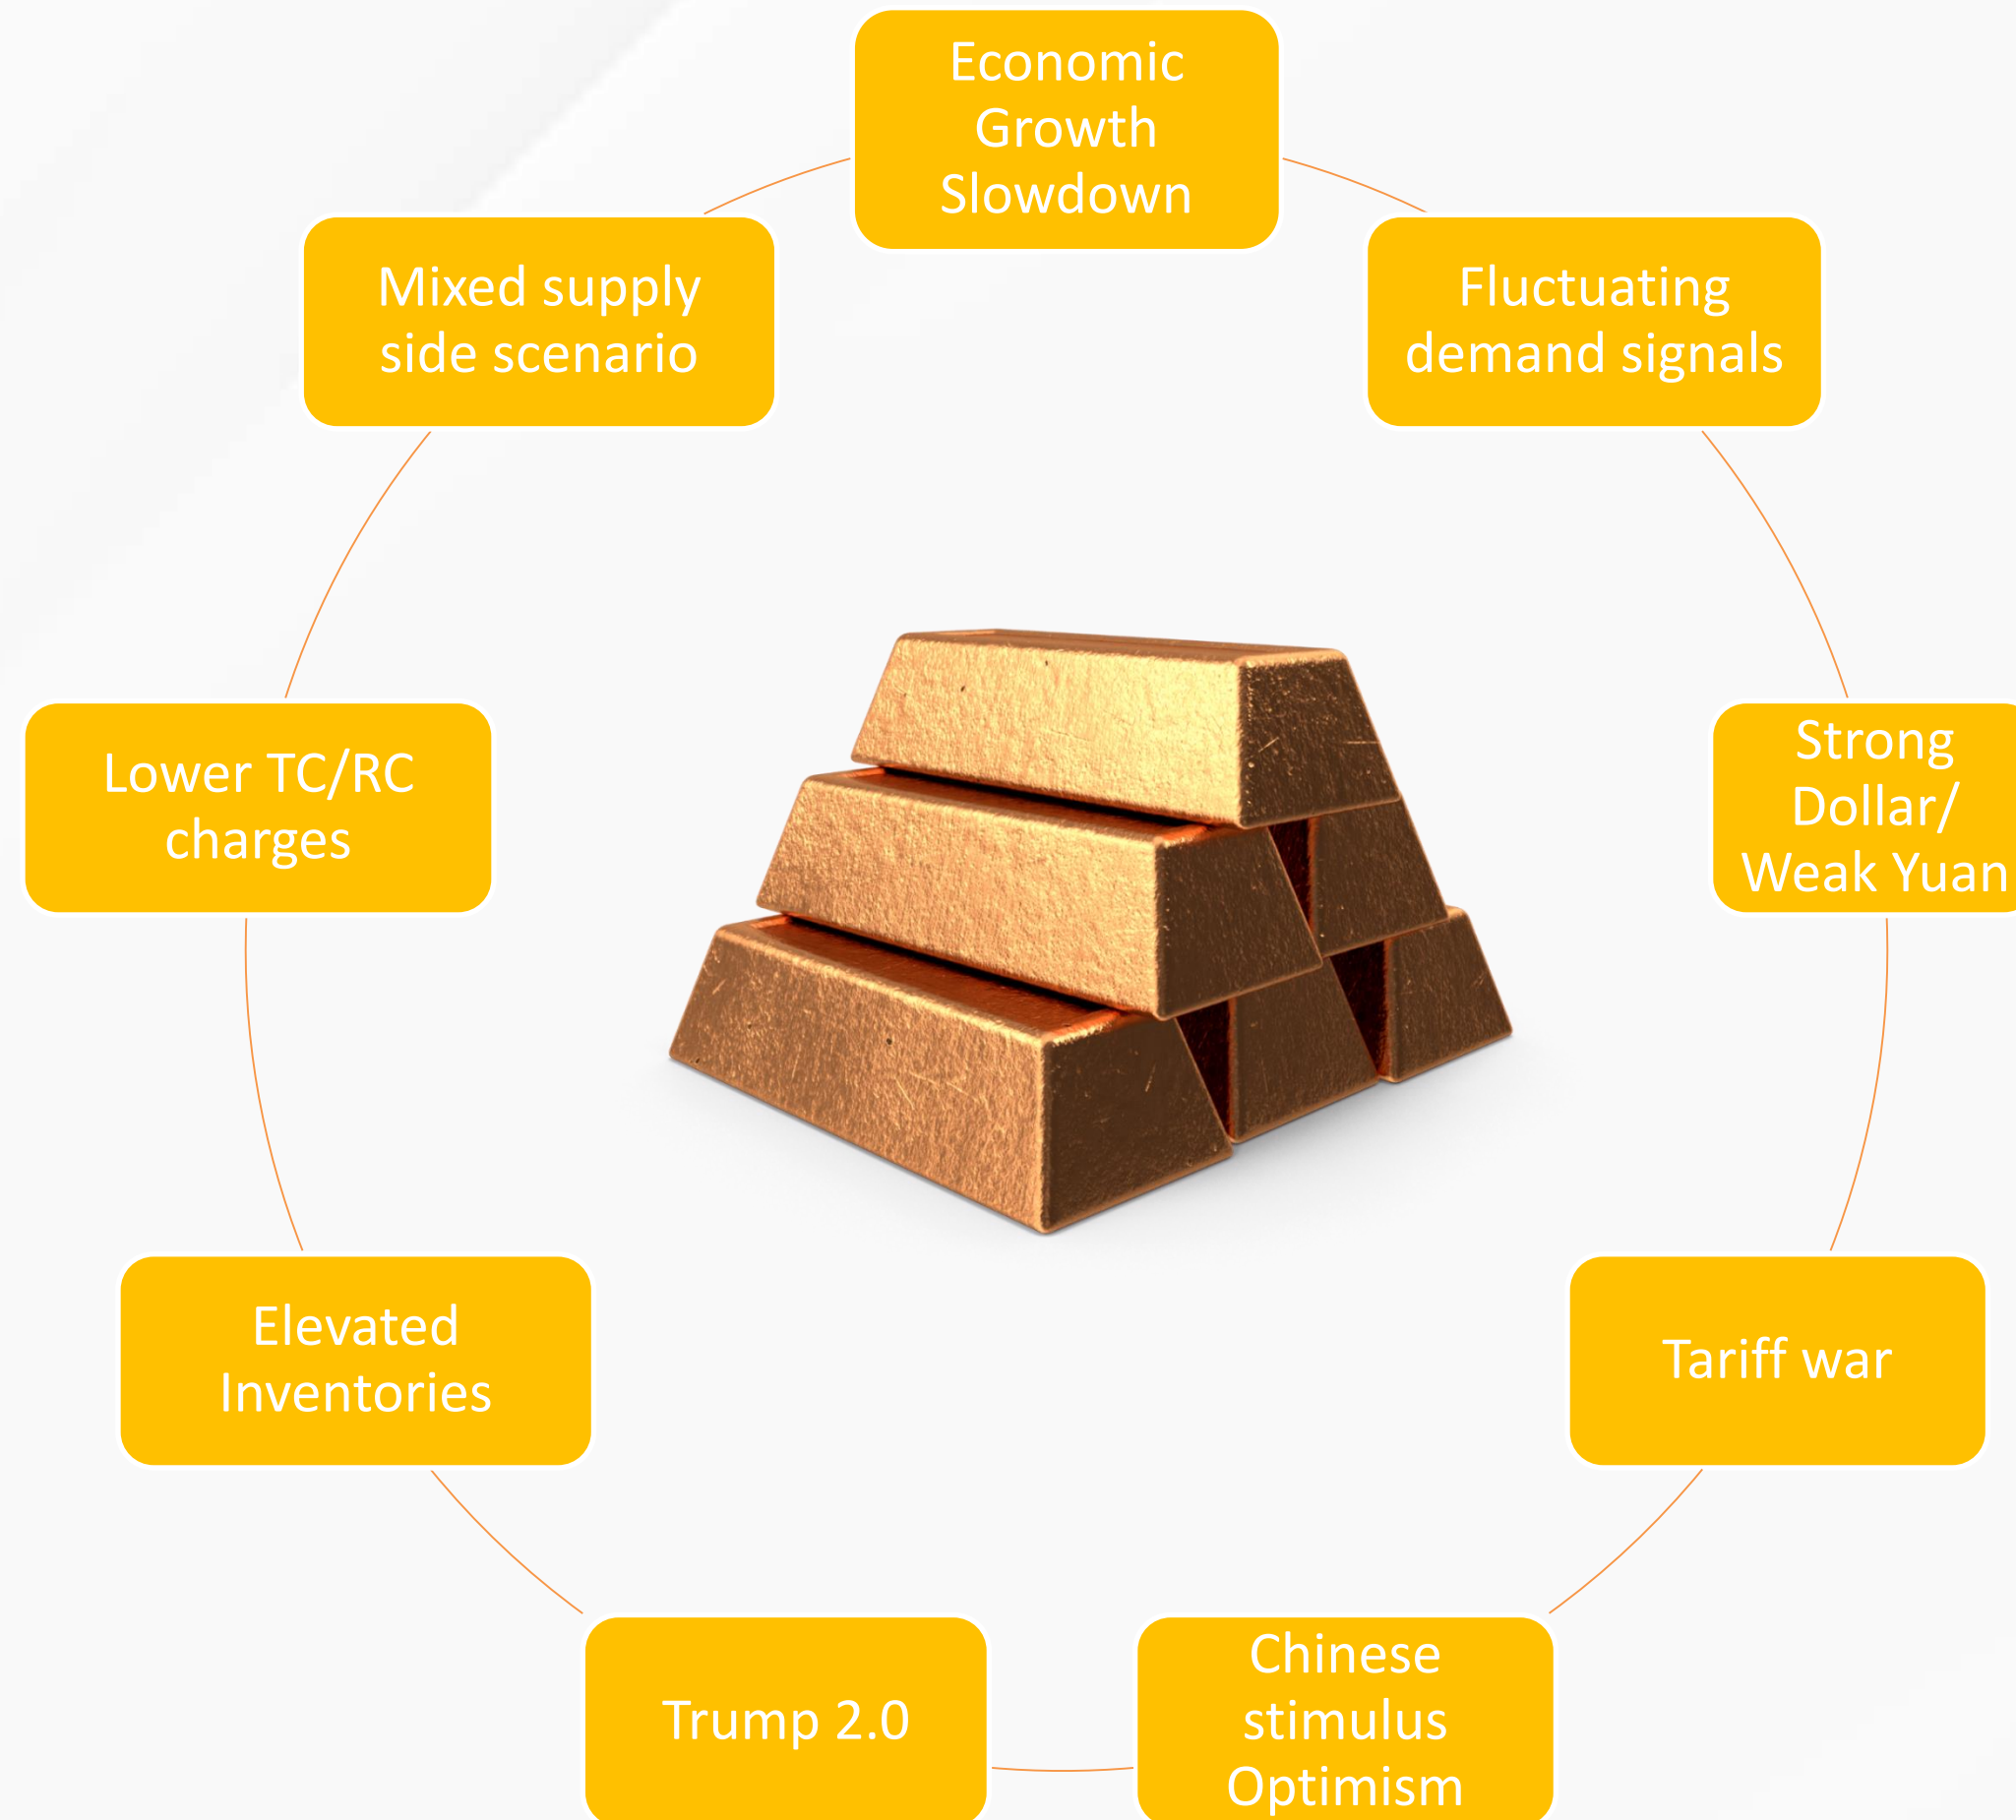 Economic
Growth
Slowdown
Fluctuating
demand signals
Strong
Dollar/
Weak Yuan
Tariff war
Chinese
stimulus
Optimism
Trump 2.0
Elevated
Inventories
Lower TC/RC
charges
Mixed supply
side scenario